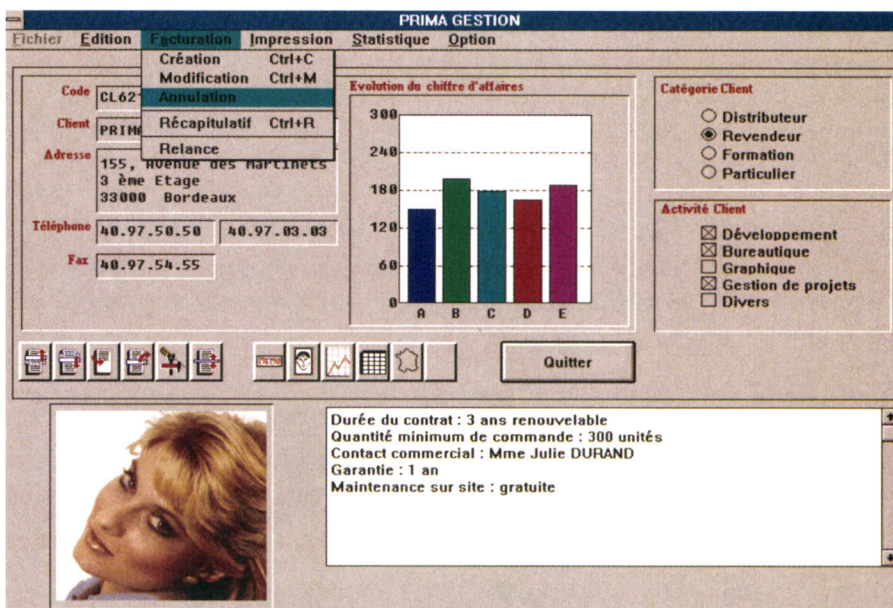 PRIMA GESTION
Fichier Edition Facturation Impression Statistique Option
Création Ctrl+C
Modification Ctrl+M
Annulation
Récapitulatif Ctrl+R
Relance
Code CL62
Client PRIMA
Adresse
155, Avenue des Martinets
3 ème Etage
33000 Bordeaux
Téléphone 40.97.50.50 40.97.03.03
Fax 40.97.54.55
Evolution du chiffre d'affaires
300
240
180
120
60
0
A B C D E
Catégorie Client
Distributeur
Revendeur
Formation
Particulier
Activité Client
Développement
Bureautique
Graphique
Gestion de projets
Divers
MEMO
Quitter
Durée du contrat : 3 ans renouvelable
Quantité minimum de commande : 300 unités
Contact commercial : Mme Julie DURAND
Garantie : 1 an
Maintenance sur site : gratuite